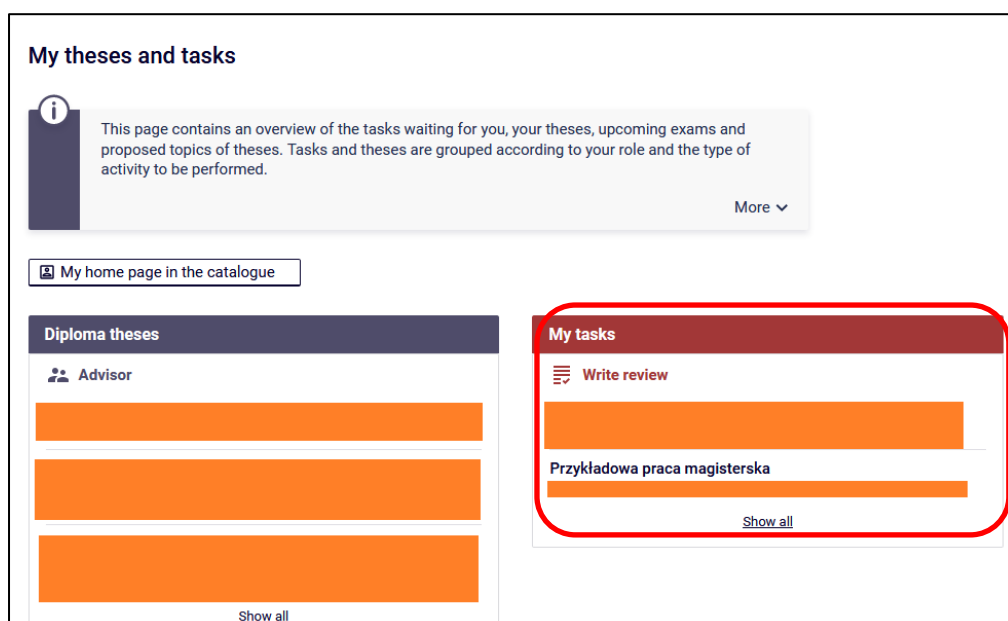 My theses and tasks
This page contains an overview of the tasks waiting for you, your theses, upcoming exams and
proposed topics of theses. Tasks and theses are grouped according to your role and the type of
activity to be performed.
More
My home page in the catalogue
Diploma theses
Advisor
Show all
My tasks
Write review
Przykładowa praca magisterska
Show all